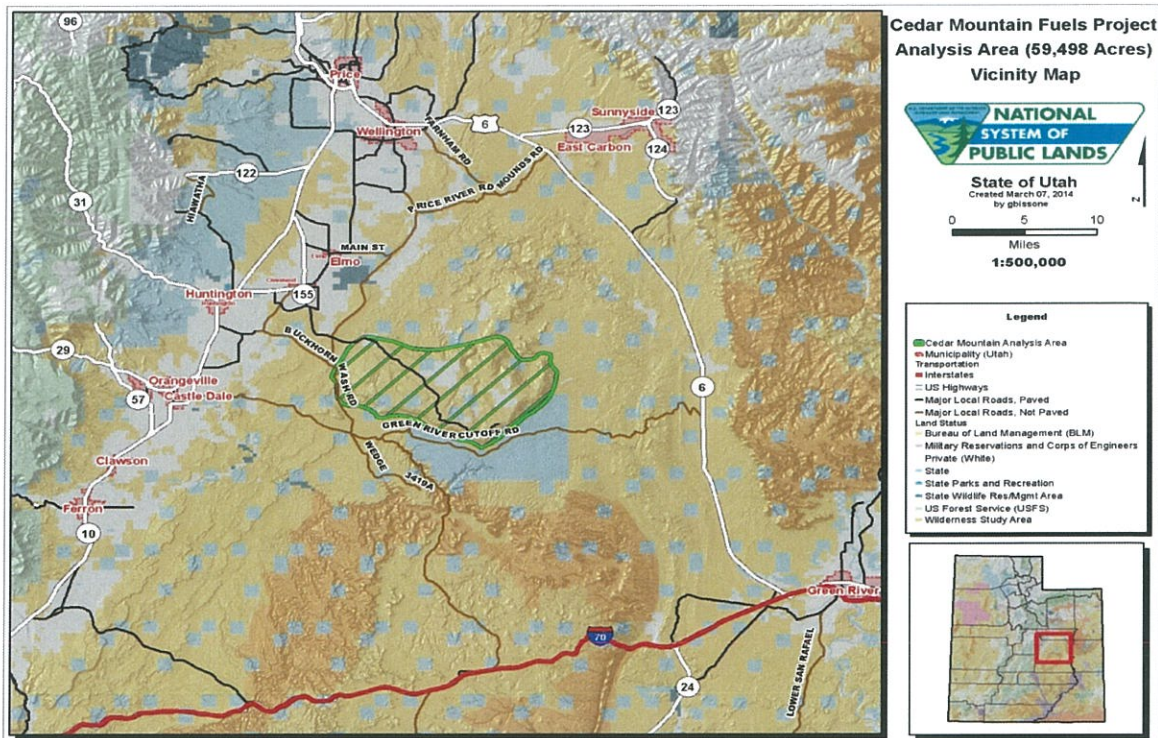 Cedar Mountain Fuels Project
Analysis Area (59,498 Acres)
Vicinity Map
NATIONAL
SYSTEM OF
PUBLIC LANDS
State of Utah
Created March 07, 2014
by gbissone
N
0 5 10
Miles
1:500,000
Legend
Cedar Mountain Analysis Area
Municipality (Utah)
Transportation
Interstates
US Highways
Major Local Roads, Paved
Major Local Roads, Not Paved
Land Status
Bureau of Land Management (BLM)
Military Reservations and Corps of Engineers
Private (White)
State
State Parks and Recreation
State Wildlife Res/Mgmt Area
US Forest Service (USFS)
Wilderness Study Area
96
Price
Wellington
FARNHAM RD
6
123
Sunnyside
123
East Carbon
124
122
HIAWATHA
31
PRICE RIVER RD
MOUNDS RD
MAIN ST
Elmo
Huntington
155
BUCKHORN WASH RD
29
Orangeville
57
Castle Dale
6
GREEN RIVER CUTOFF RD
WEDGE
3419A
Clawson
Ferron
10
Green River
70
24
LOWER SAN RAFAEL